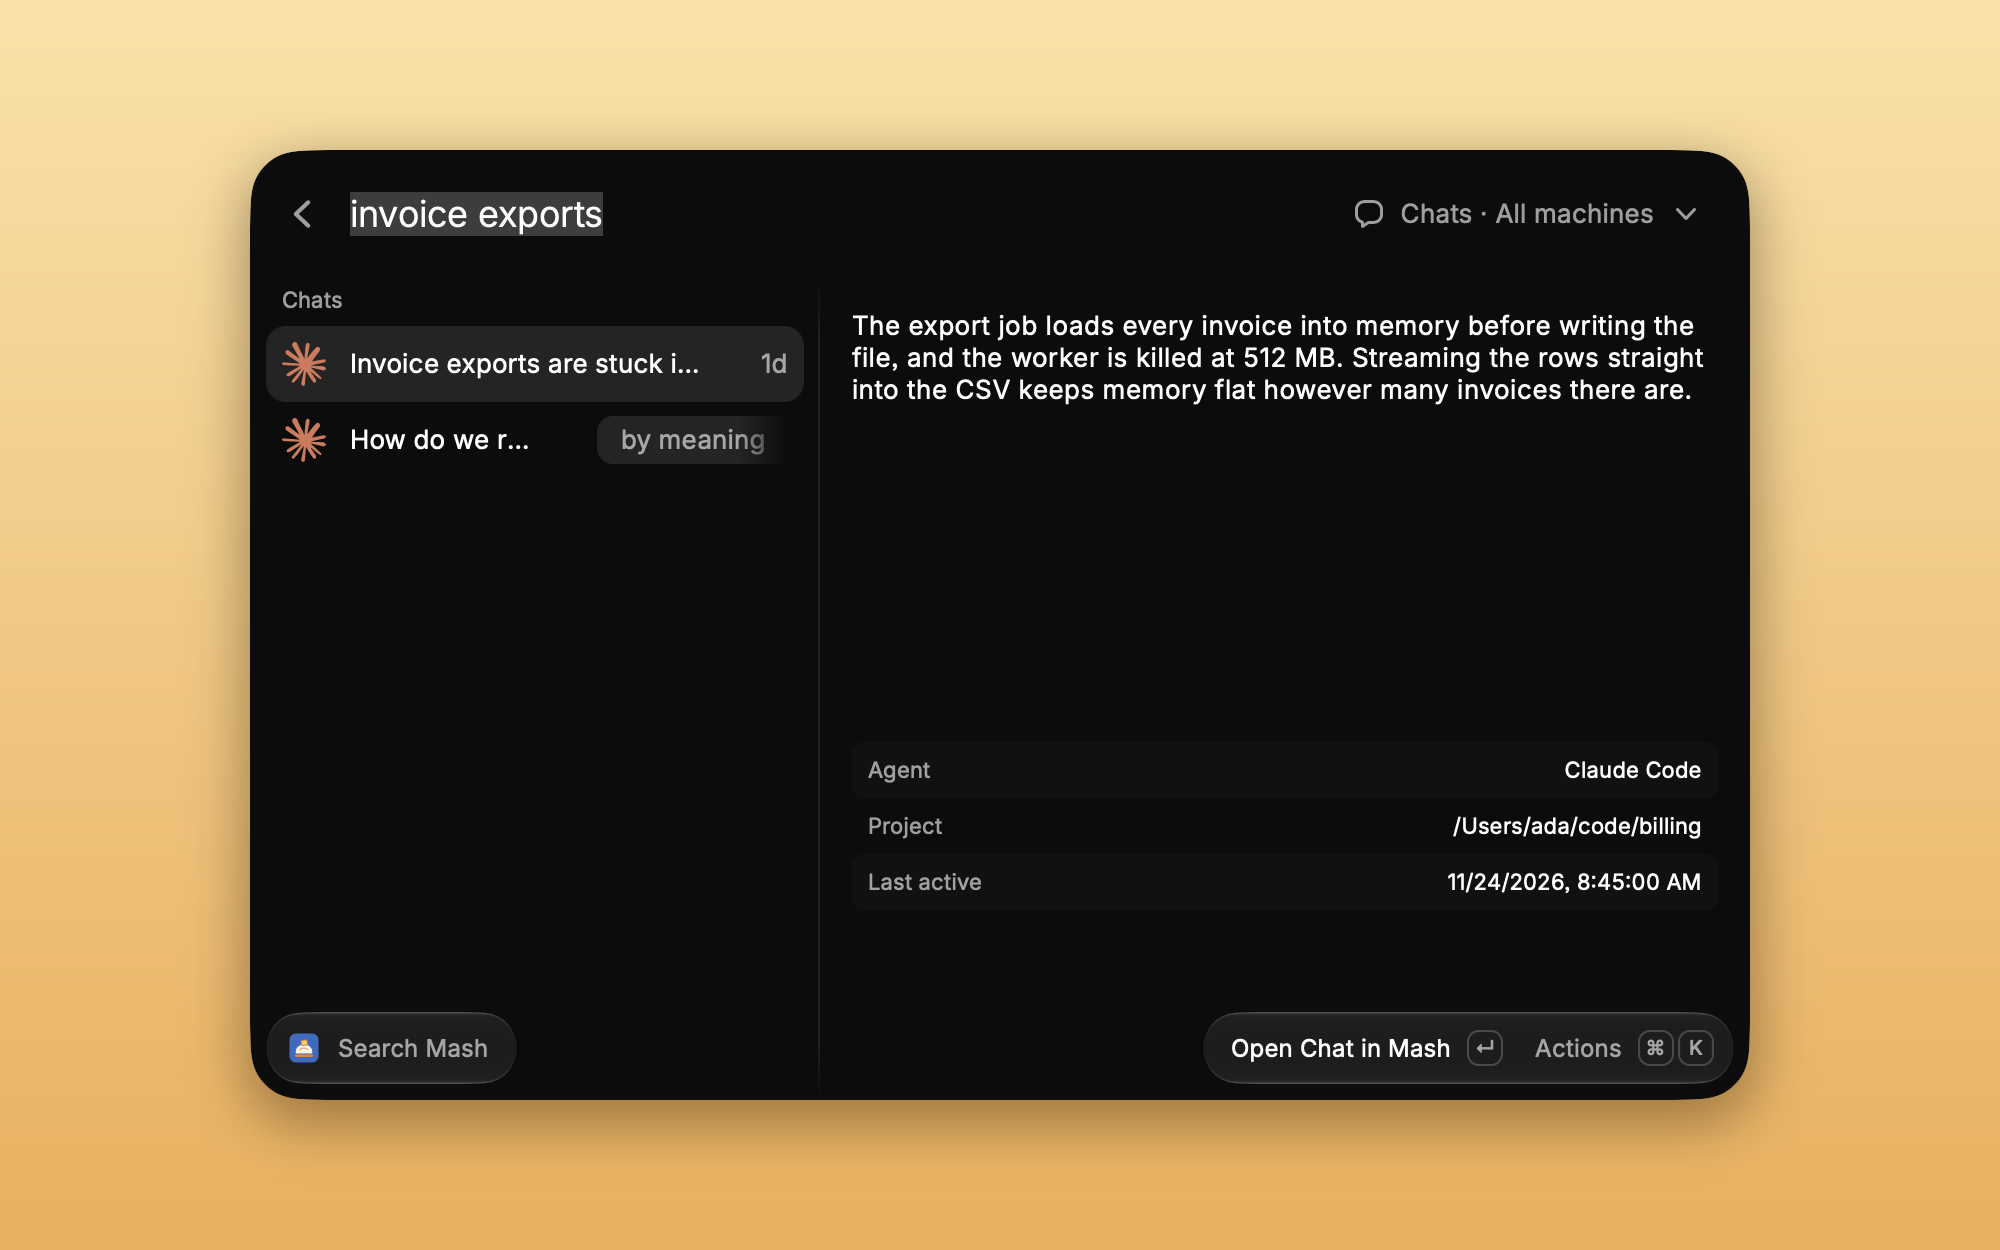 invoice exports
Chats · All machines
Chats
Invoice exports are stuck i...
1d
How do we r...
by meaning
The export job loads every invoice into memory before writing the
file, and the worker is killed at 512 MB. Streaming the rows straight
into the CSV keeps memory flat however many invoices there are.
Agent
Claude Code
Project
/Users/ada/code/billing
Last active
11/24/2026, 8:45:00 AM
Search Mash
Open Chat in Mash ↵
Actions ⌘ K